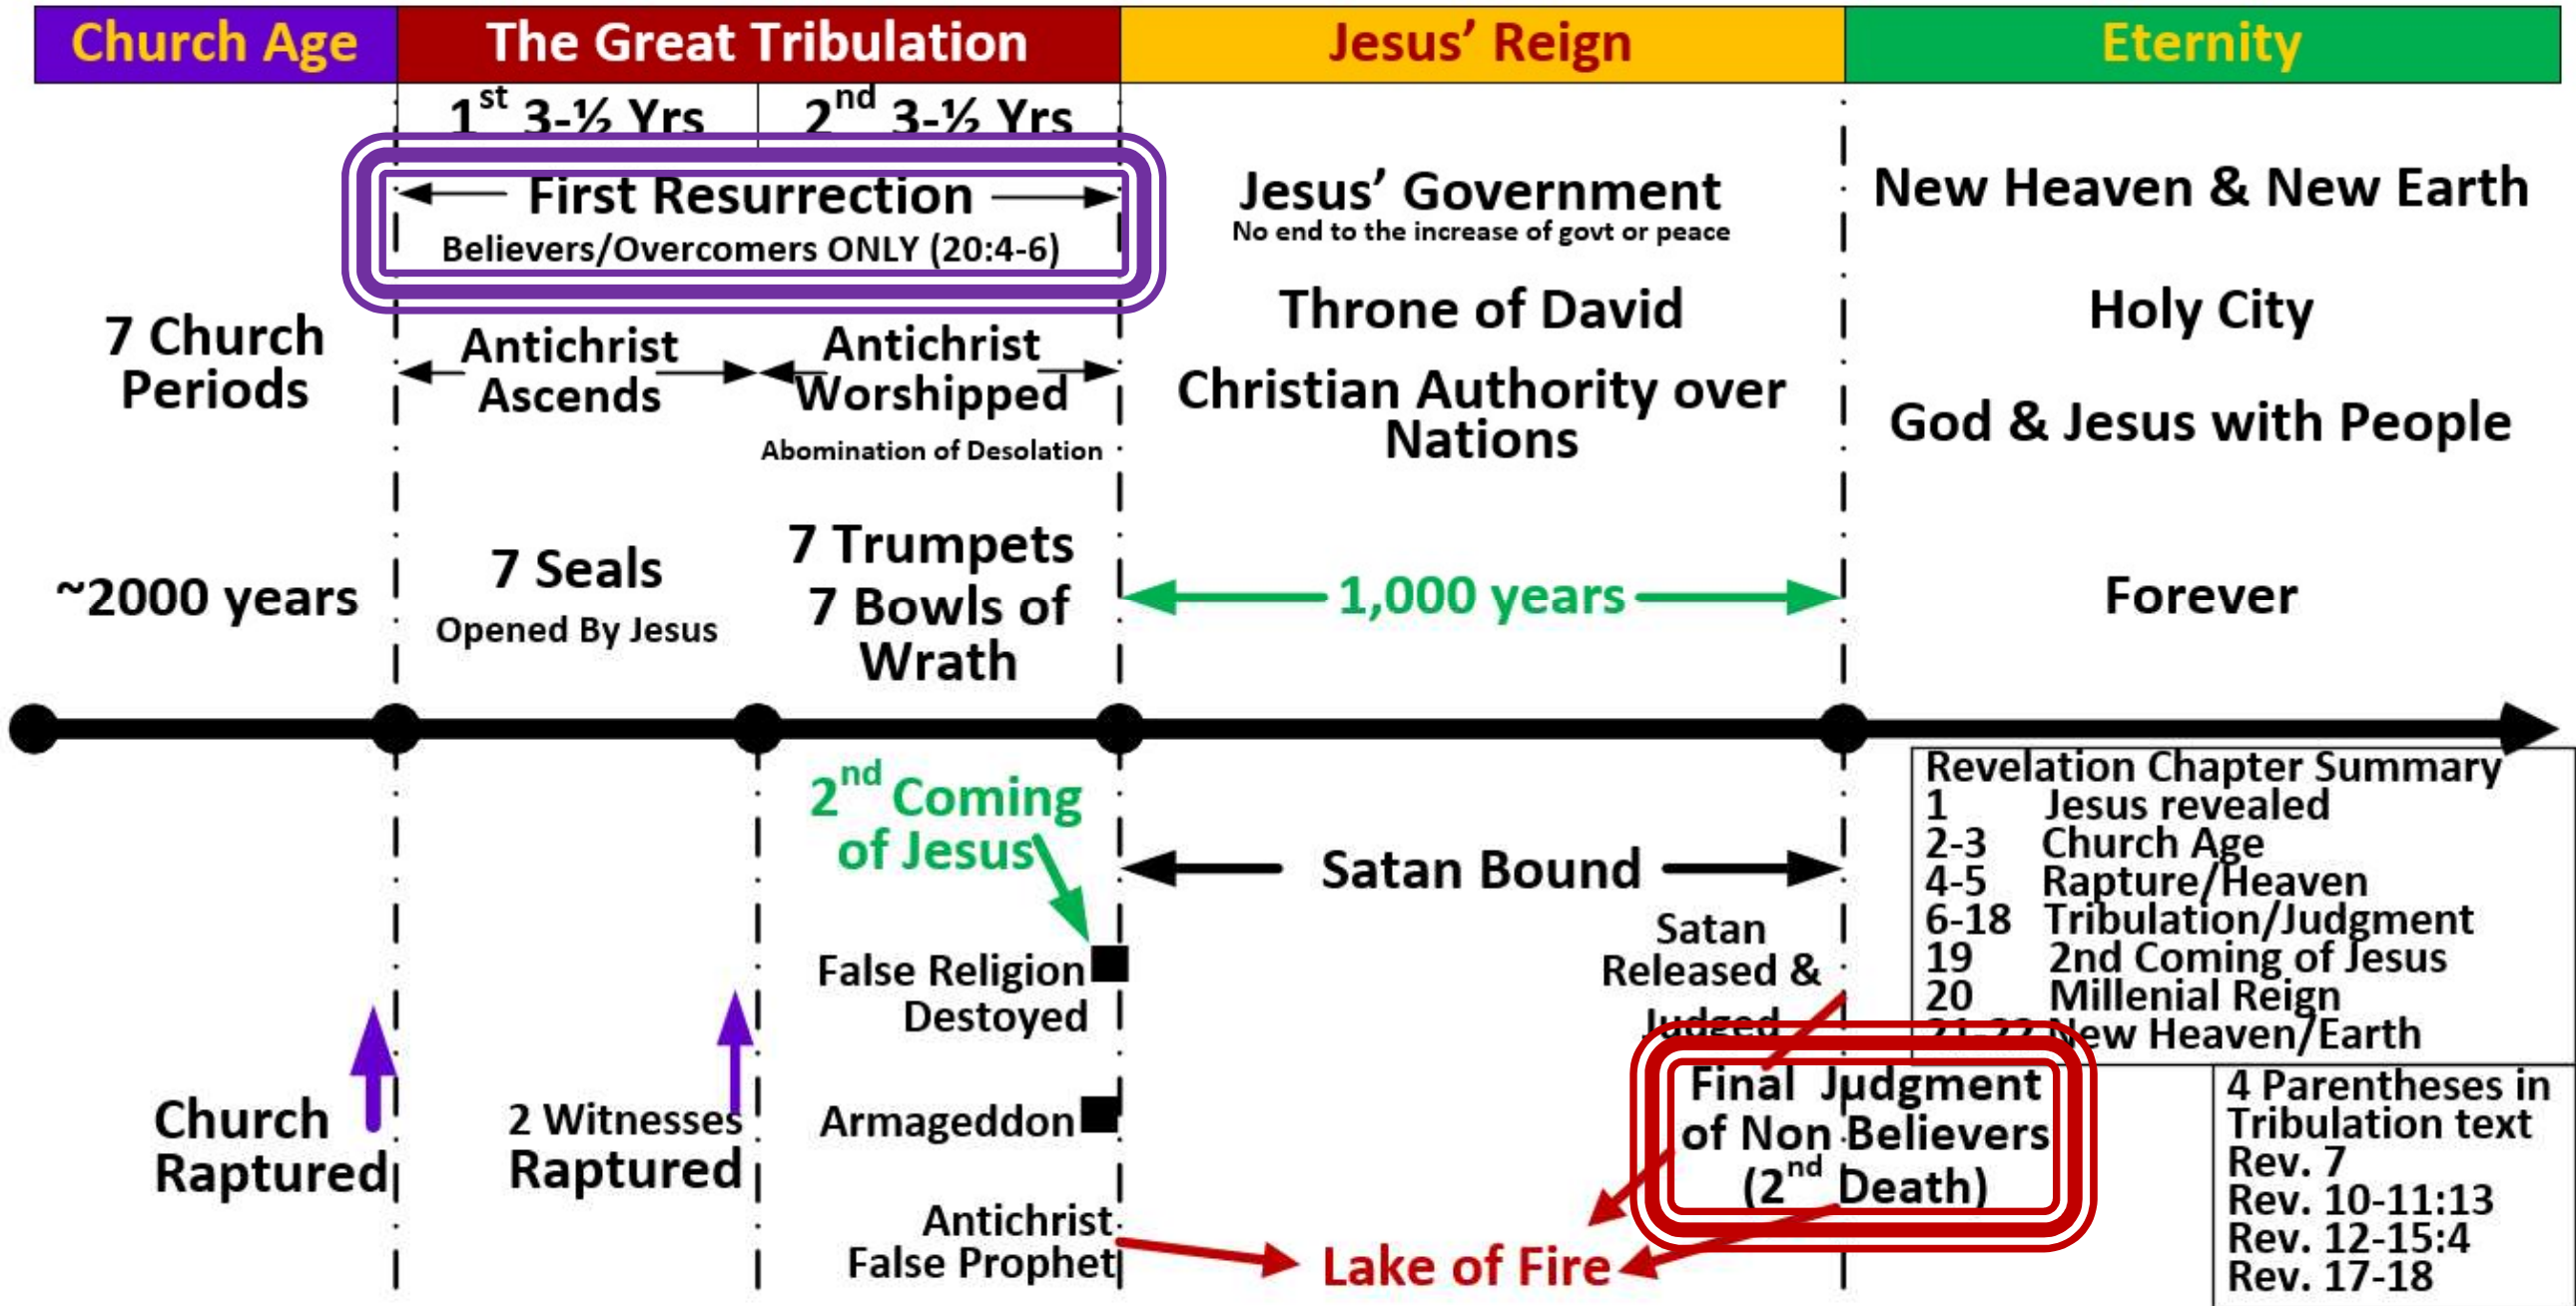 Church Age
The Great Tribulation
Jesus’ Reign
Eternity
1st 3-½ Yrs
2nd 3-½ Yrs
First Resurrection
Believers/Overcomers ONLY (20:4-6)
7 Church
Periods
~2000 years
Antichrist
Ascends
Antichrist
Worshipped
Abomination of Desolation
7 Seals
Opened By Jesus
7 Trumpets
7 Bowls of
Wrath
Jesus’ Government
No end to the increase of govt or peace
Throne of David
Christian Authority over
Nations
1,000 years
New Heaven & New Earth
Holy City
God & Jesus with People
Forever
Church
Raptured
2 Witnesses
Raptured
2nd Coming
of Jesus
False Religion
Destoyed
Armageddon
Antichrist
False Prophet
Satan Bound
Satan
Released &
Judged
Final Judgment
of Non Believers
(2nd Death)
Lake of Fire
Revelation Chapter Summary
1 Jesus revealed
2-3 Church Age
4-5 Rapture/Heaven
6-18 Tribulation/Judgment
19 2nd Coming of Jesus
20 Millenial Reign
21-22 New Heaven/Earth
4 Parentheses in
Tribulation text
Rev. 7
Rev. 10-11:13
Rev. 12-15:4
Rev. 17-18